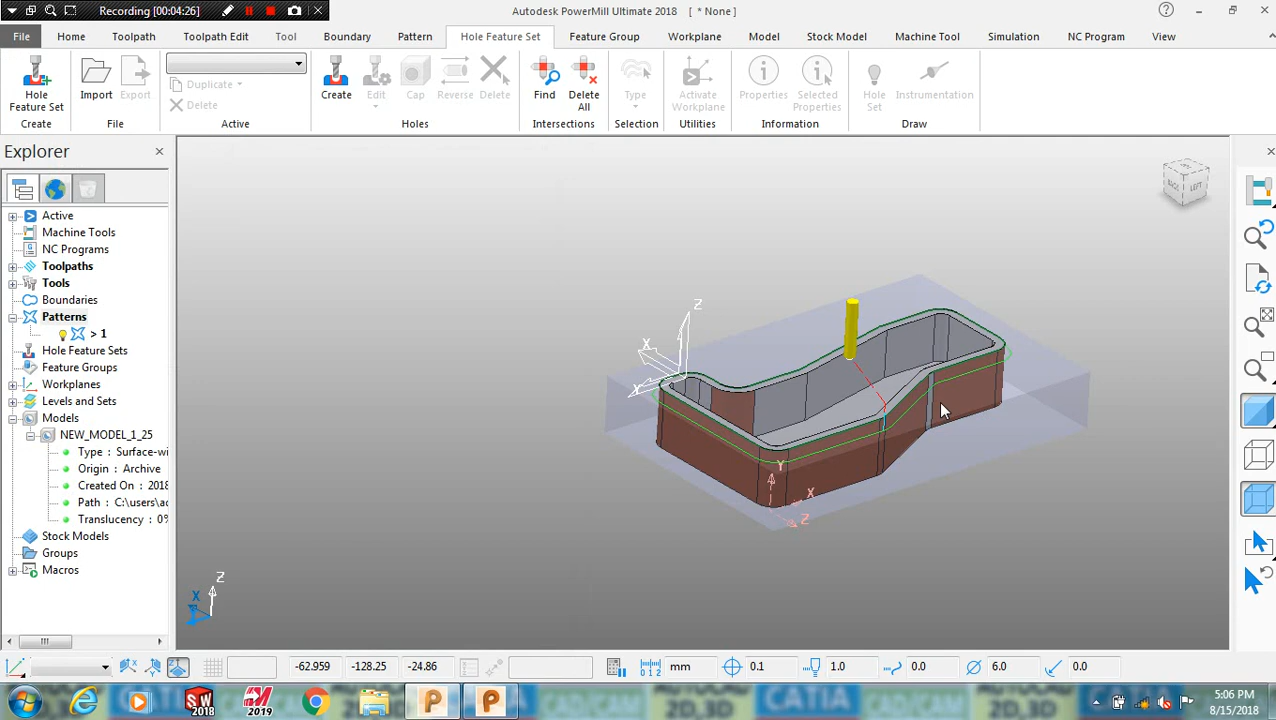 Recording [00:04:26]
Autodesk PowerMill Ultimate 2018 [ * None ]
File Home Toolpath Toolpath Edit Tool Boundary Pattern Hole Feature Set Feature Group Workplane Model Stock Model Machine Tool Simulation NC Program View
Hole Feature Set
Import
Export
Duplicate
Delete
Create
Edit
Cap
Reverse
Delete
Find
Delete All
Type
Activate Workplane
Properties
Selected Properties
Hole Set
Instrumentation
Create File Active Holes Intersections Selection Utilities Information Draw
Explorer
Active
Machine Tools
NC Programs
Toolpaths
Tools
Boundaries
Patterns
> 1
Hole Feature Sets
Feature Groups
Workplanes
Levels and Sets
Models
NEW_MODEL_1_25
Type : Surface-wi
Origin : Archive
Created On : 2018
Path : C:\users\ac
Translucency : 0%
Stock Models
Groups
Macros
Z
X
X
Y
X
Z
Z
X
LEFT
-62.959 -128.25 -24.86 mm 0.1 1.0 0.0 6.0 0.0
SW 2018
2019
5:06 PM
8/15/2018